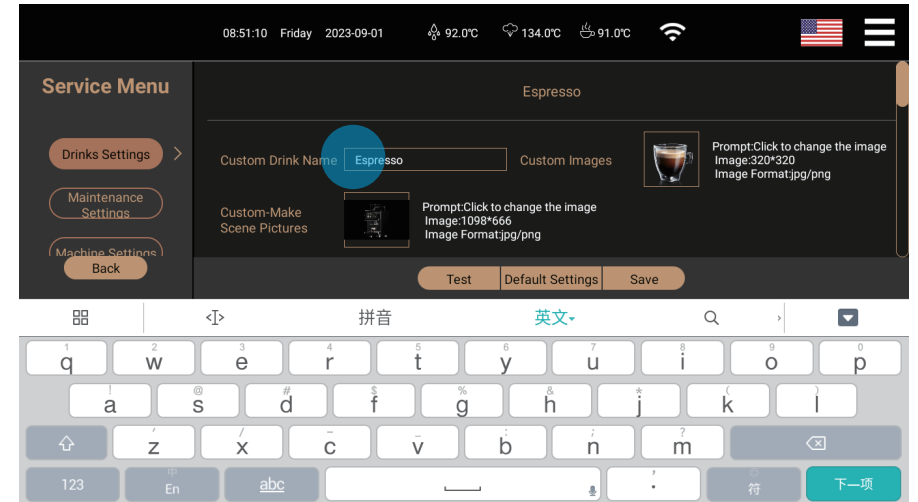 08:51:10 Friday 2023-09-01 92.0℃ 134.0℃ 91.0℃
Service Menu
Drinks Settings
Maintenance
Settings
Machine Settings
Back
Espresso
Custom Drink Name
Espresso
Custom Images
Prompt:Click to change the image
Image:320*320
Image Format:jpg/png
Custom-Make
Scene Pictures
Prompt:Click to change the image
Image:1098*666
Image Format:jpg/png
Test Default Settings Save
拼音 英文
1 2 3 4 5 6 7 8 9 0
q w e r t y u i o p
! @ # $ % & * ( )
a s d f g h j k l
' / - _ : ; ?
z x c v b n m
123
中
En
abc
,
.
符
下一项